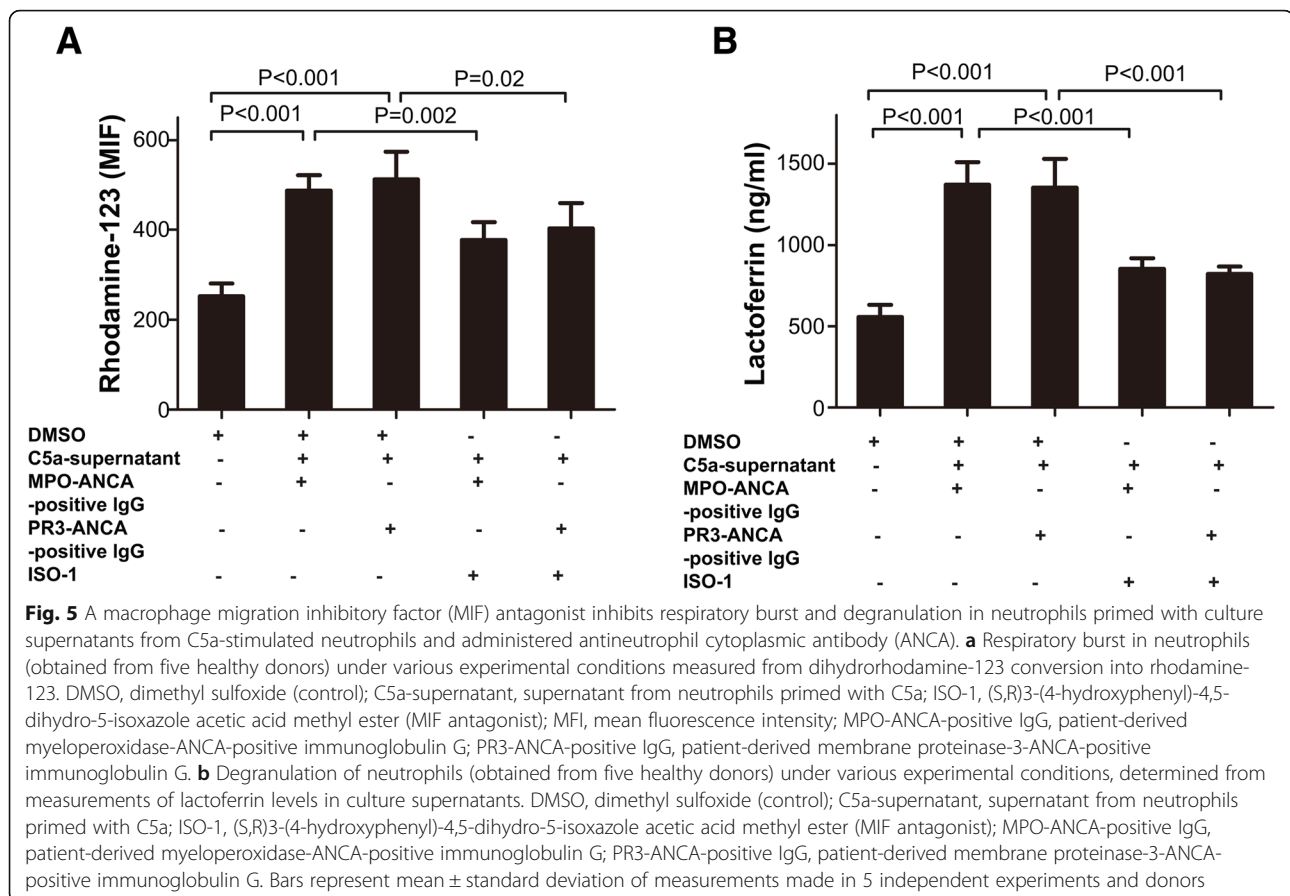 A
P<0.001
P=0.02
P<0.001
P=0.002
Rhodamine-123 (MIF)
600
400
200
0
DMSO + + + - -
C5a-supernatant - + + + +
MPO-ANCA - + - + -
-positive IgG
PR3-ANCA - - + - +
-positive IgG
ISO-1 - - - + +
B
P<0.001
P<0.001
P<0.001
P<0.001
Lactoferrin (ng/ml)
1500
1000
500
0
DMSO + + + - -
C5a-supernatant - + + + +
MPO-ANCA - + - + -
-positive IgG
PR3-ANCA - - + - +
-positive IgG
ISO-1 - - - + +
Fig. 5 A macrophage migration inhibitory factor (MIF) antagonist inhibits respiratory burst and degranulation in neutrophils primed with culture
supernatants from C5a-stimulated neutrophils and administered antineutrophil cytoplasmic antibody (ANCA). a Respiratory burst in neutrophils
(obtained from five healthy donors) under various experimental conditions measured from dihydrorhodamine-123 conversion into rhodamine-
123. DMSO, dimethyl sulfoxide (control); C5a-supernatant, supernatant from neutrophils primed with C5a; ISO-1, (S,R)3-(4-hydroxyphenyl)-4,5-
dihydro-5-isoxazole acetic acid methyl ester (MIF antagonist); MFI, mean fluorescence intensity; MPO-ANCA-positive IgG, patient-derived
myeloperoxidase-ANCA-positive immunoglobulin G; PR3-ANCA-positive IgG, patient-derived membrane proteinase-3-ANCA-positive
immunoglobulin G. b Degranulation of neutrophils (obtained from five healthy donors) under various experimental conditions, determined from
measurements of lactoferrin levels in culture supernatants. DMSO, dimethyl sulfoxide (control); C5a-supernatant, supernatant from neutrophils
primed with C5a; ISO-1, (S,R)3-(4-hydroxyphenyl)-4,5-dihydro-5-isoxazole acetic acid methyl ester (MIF antagonist); MPO-ANCA-positive IgG,
patient-derived myeloperoxidase-ANCA-positive immunoglobulin G; PR3-ANCA-positive IgG, patient-derived membrane proteinase-3-ANCA-
positive immunoglobulin G. Bars represent mean ± standard deviation of measurements made in 5 independent experiments and donors